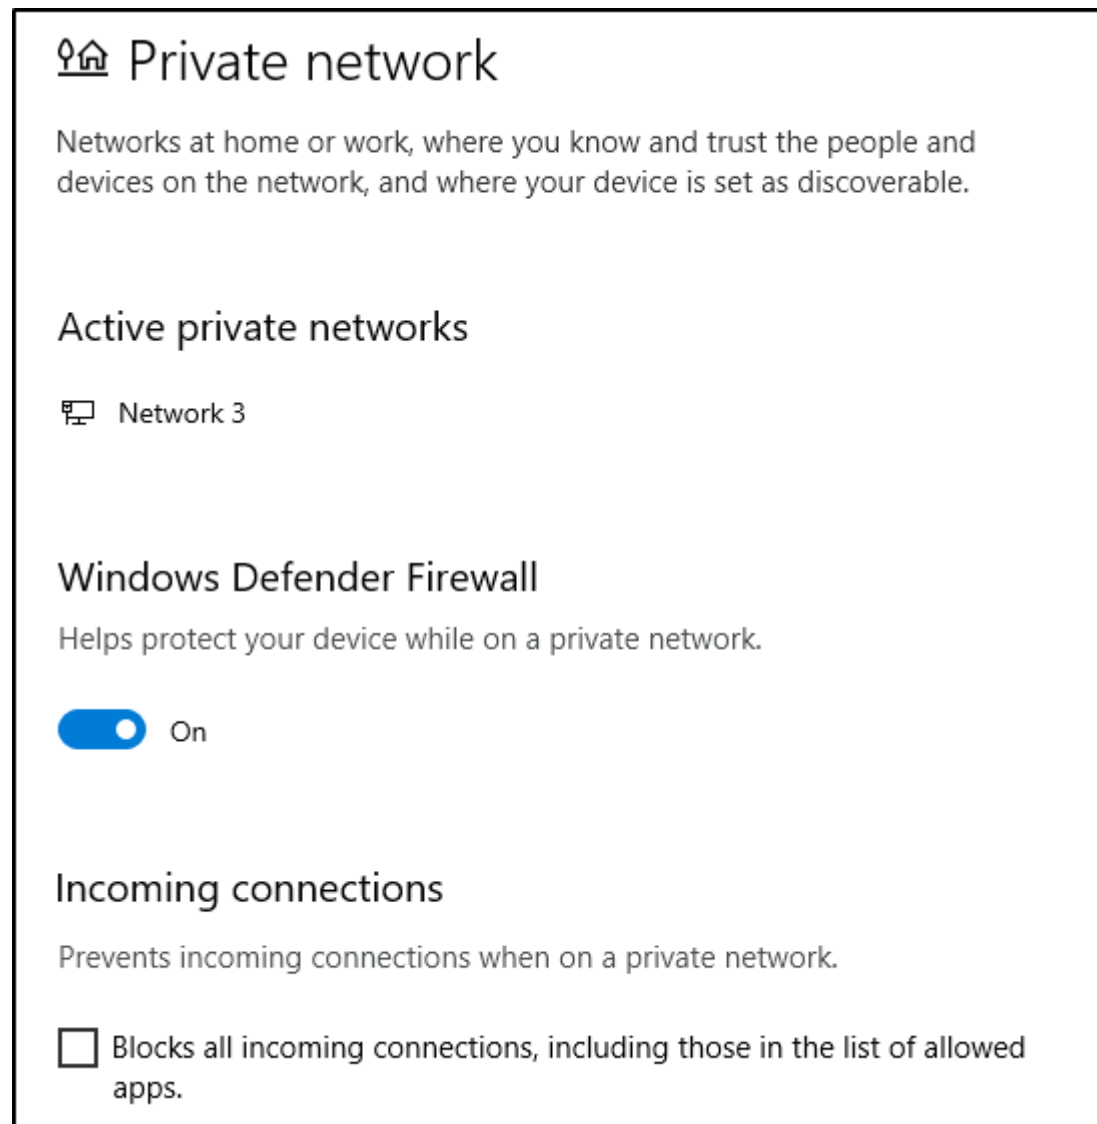 Private network
Networks at home or work, where you know and trust the people and
devices on the network, and where your device is set as discoverable.
Active private networks
Network 3
Windows Defender Firewall
Helps protect your device while on a private network.
On
Incoming connections
Prevents incoming connections when on a private network.
Blocks all incoming connections, including those in the list of allowed
apps.